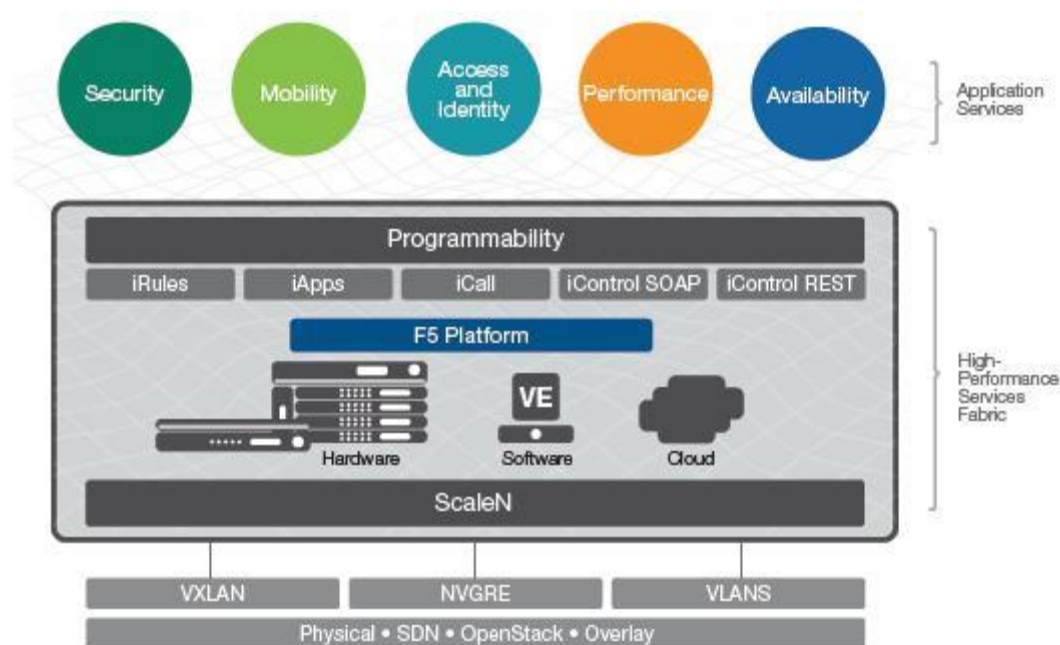 Security
Mobility
Access
and
Identity
Performance
Availability
Application
Services
Programmability
iRules
iApps
iCall
iControl SOAP
iControl REST
F5 Platform
VE
Hardware
Software
Cloud
High-
Performance
Services
Fabric
ScaleN
VXLAN
NVGRE
VLANS
Physical • SDN • OpenStack • Overlay